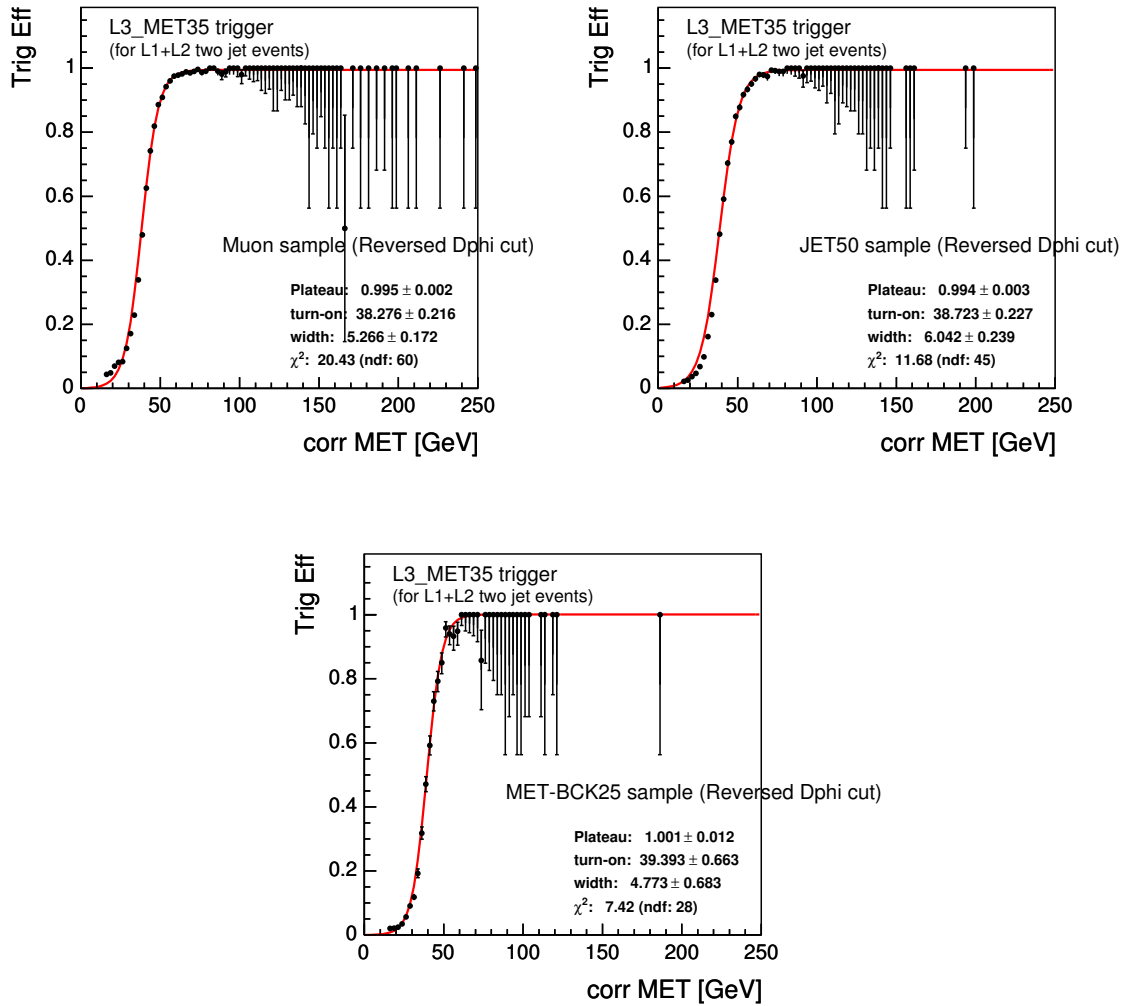 L3_MET35 trigger
(for L1+L2 two jet events)
Trig Eff
1
0.8
0.6
0.4
0.2
0
Muon sample (Reversed Dphi cut)
Plateau: 0.995 ± 0.002
turn-on: 38.276 ± 0.216
width: 5.266 ± 0.172
χ²: 20.43 (ndf: 60)
0 50 100 150 200 250
corr MET [GeV]
L3_MET35 trigger
(for L1+L2 two jet events)
Trig Eff
1
0.8
0.6
0.4
0.2
0
JET50 sample (Reversed Dphi cut)
Plateau: 0.994 ± 0.003
turn-on: 38.723 ± 0.227
width: 6.042 ± 0.239
χ²: 11.68 (ndf: 45)
0 50 100 150 200 250
corr MET [GeV]
L3_MET35 trigger
(for L1+L2 two jet events)
Trig Eff
1
0.8
0.6
0.4
0.2
0
MET-BCK25 sample (Reversed Dphi cut)
Plateau: 1.001 ± 0.012
turn-on: 39.393 ± 0.663
width: 4.773 ± 0.683
χ²: 7.42 (ndf: 28)
0 50 100 150 200 250
corr MET [GeV]